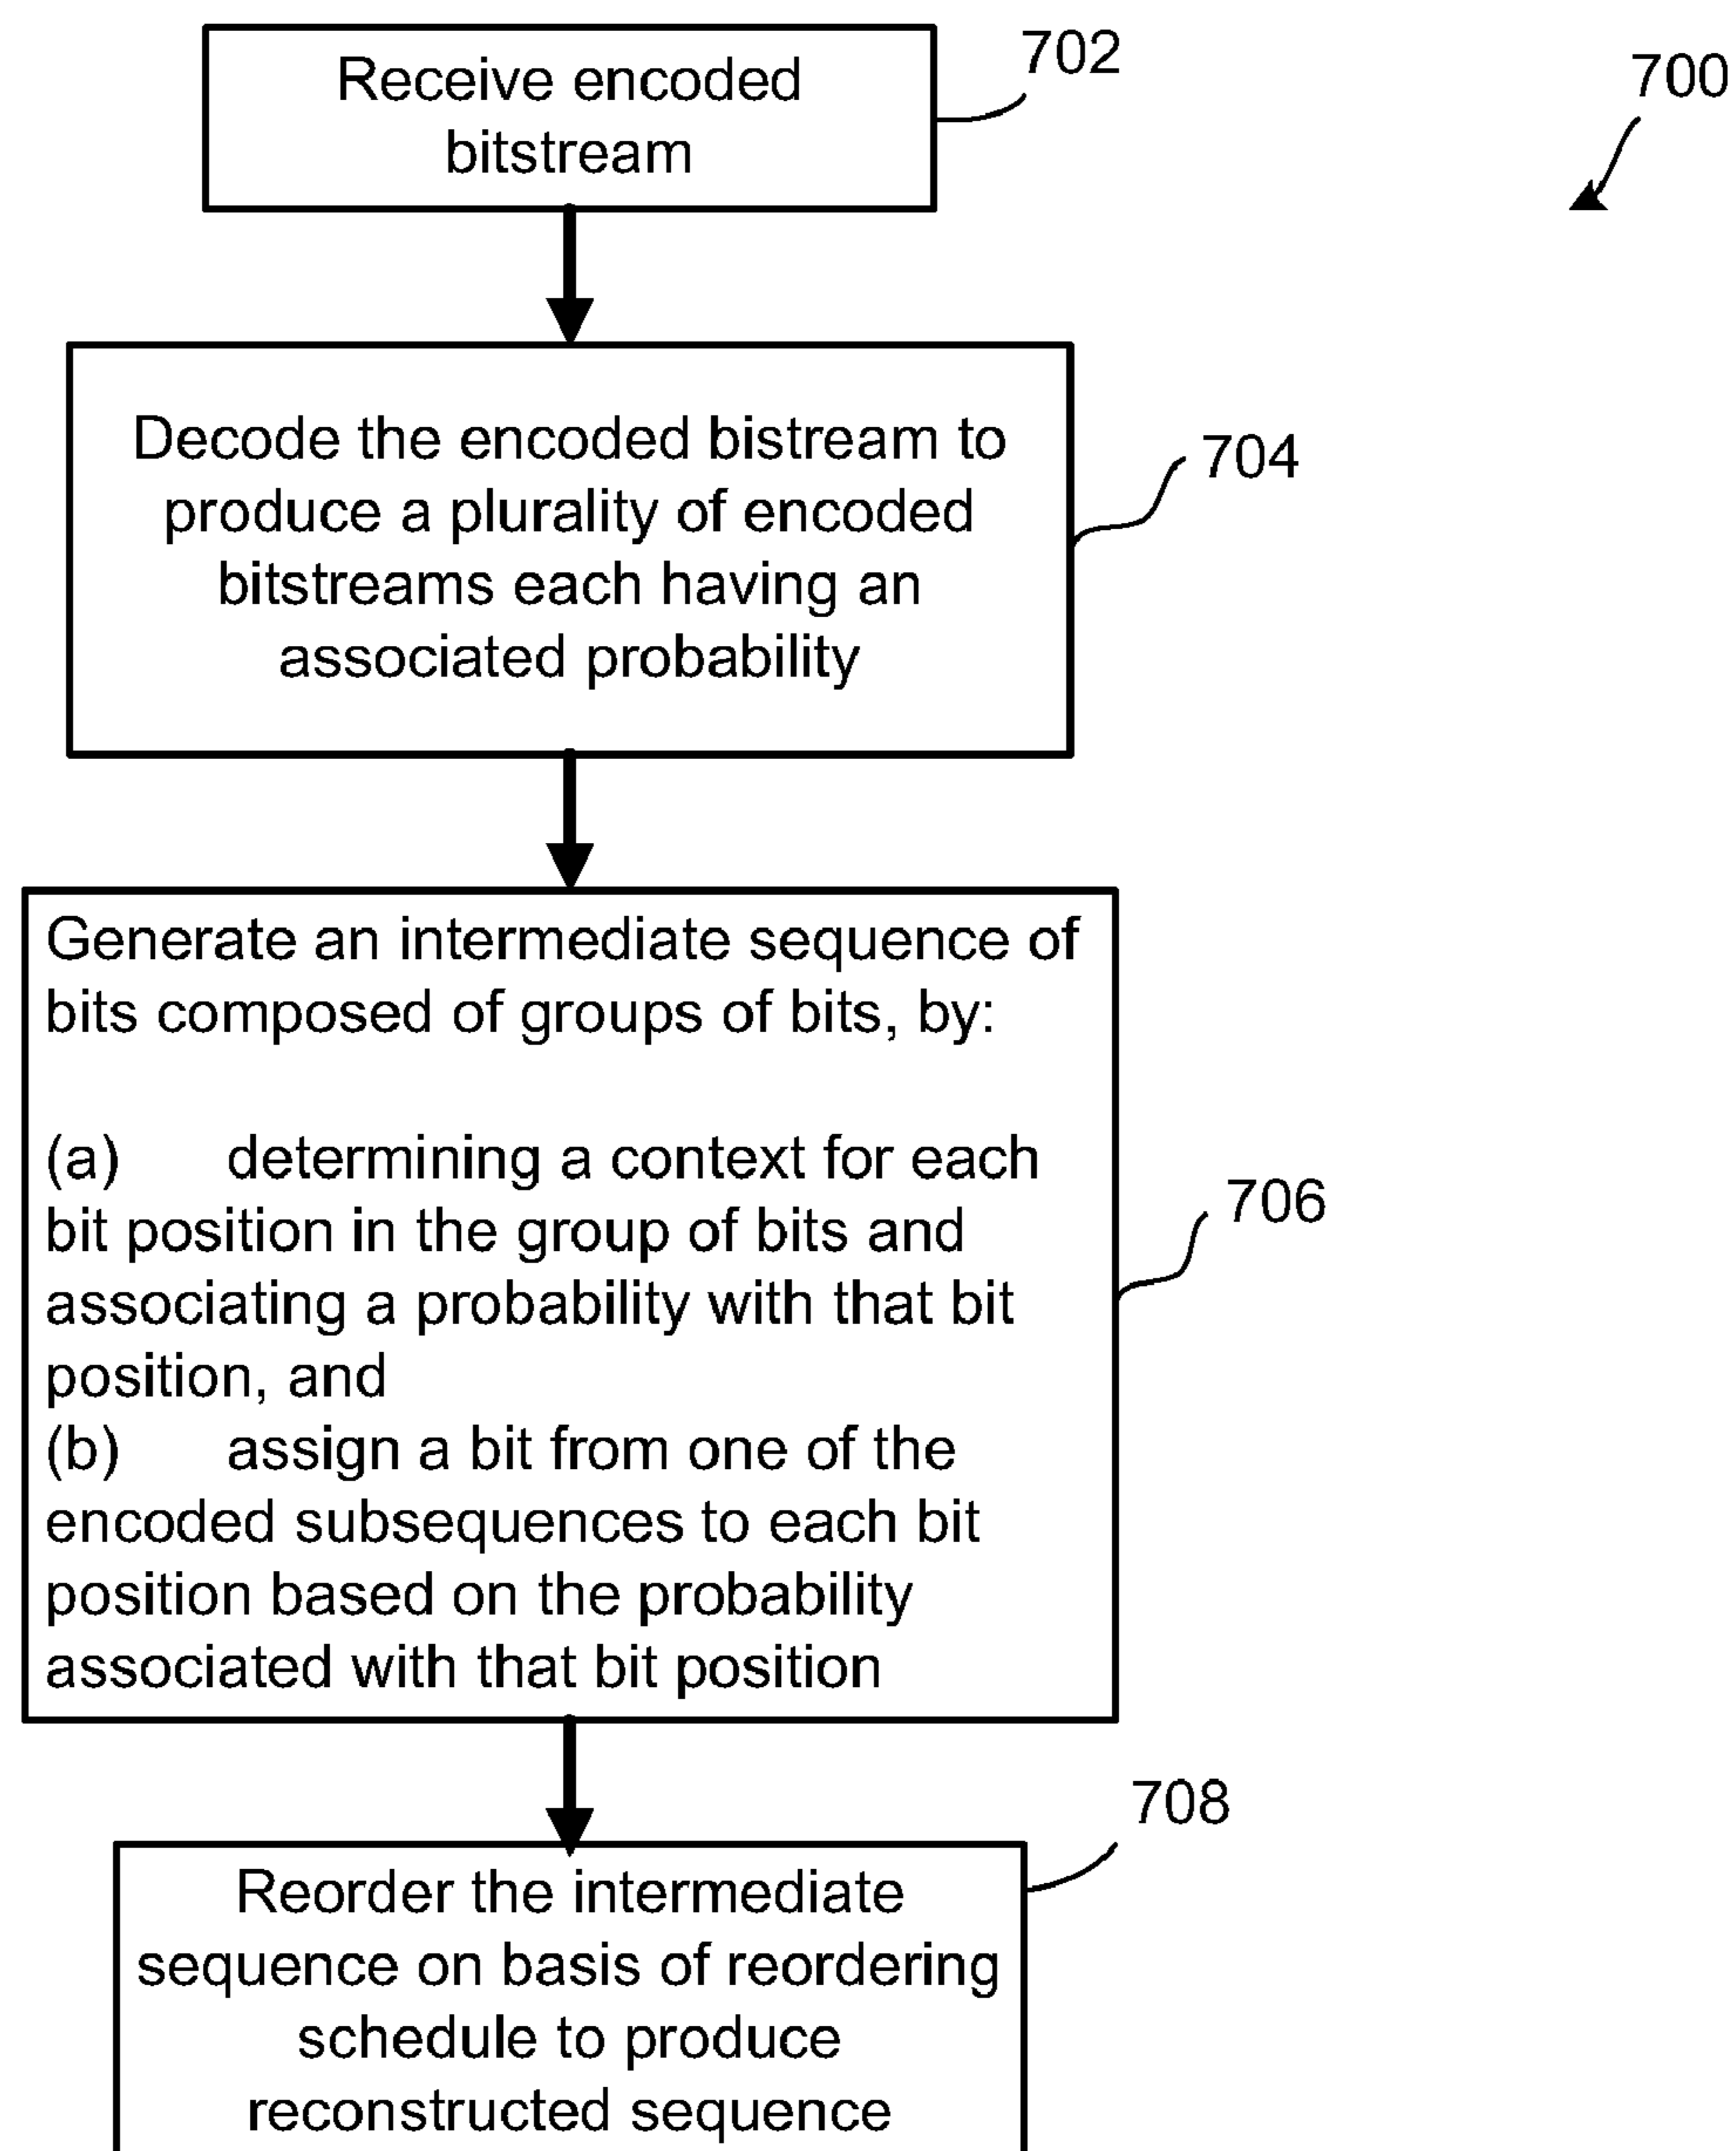 Receive encoded
bitstream
702
700
Decode the encoded bistream to
produce a plurality of encoded
bitstreams each having an
associated probability
704
Generate an intermediate sequence of
bits composed of groups of bits, by:
(a) determining a context for each
bit position in the group of bits and
associating a probability with that bit
position, and
(b) assign a bit from one of the
encoded subsequences to each bit
position based on the probability
associated with that bit position
706
708
Reorder the intermediate
sequence on basis of reordering
schedule to produce
reconstructed sequence